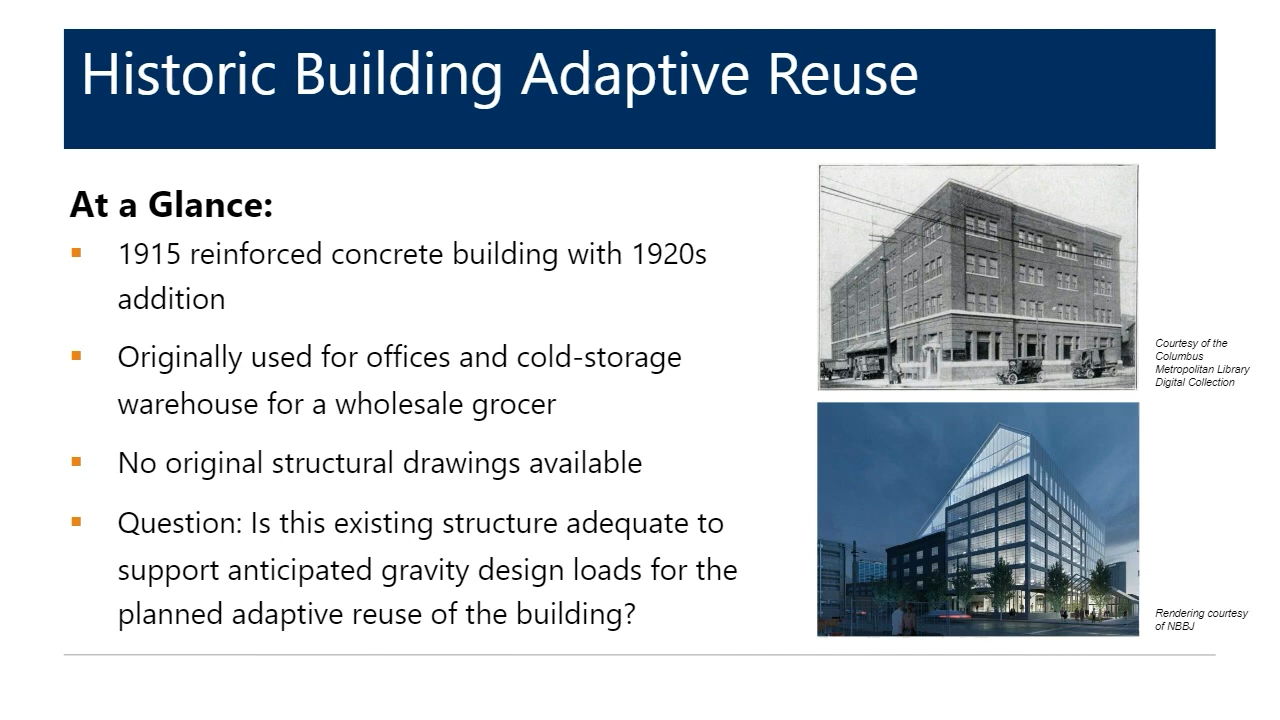 Historic Building Adaptive Reuse
At a Glance:
▪ 1915 reinforced concrete building with 1920s
addition
▪ Originally used for offices and cold-storage
warehouse for a wholesale grocer
▪ No original structural drawings available
▪ Question: Is this existing structure adequate to
support anticipated gravity design loads for the
planned adaptive reuse of the building?
Courtesy of the
Columbus
Metropolitan Library
Digital Collection
Rendering courtesy
of NBBJ